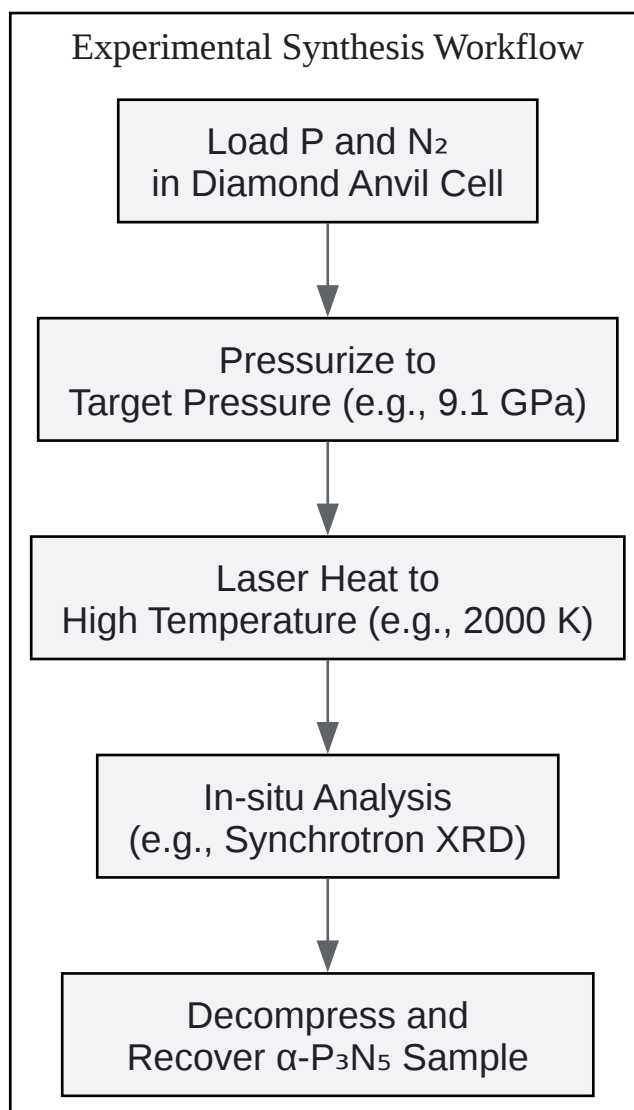 Experimental Synthesis Workflow
Load P and N₂
in Diamond Anvil Cell
Pressurize to
Target Pressure (e.g., 9.1 GPa)
Laser Heat to
High Temperature (e.g., 2000 K)
In-situ Analysis
(e.g., Synchrotron XRD)
Decompress and
Recover α-P₃N₅ Sample